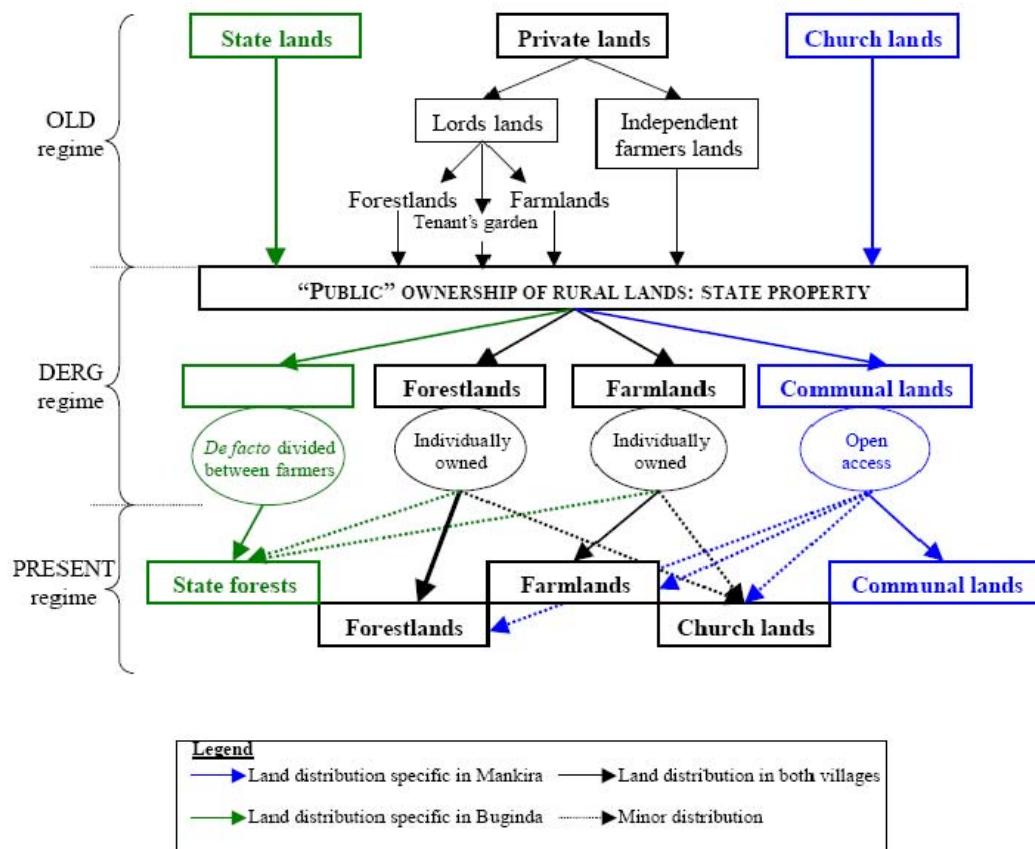 State lands
Private lands
Church lands
OLD
regime
Lords lands
Independent
farmers lands
Forestlands
Farmlands
Tenant's garden
“PUBLIC” OWNERSHIP OF RURAL LANDS: STATE PROPERTY
DERG
regime
Forestlands
Farmlands
Communal lands
De facto divided
between farmers
Individually
owned
Individually
owned
Open
access
PRESENT
regime
State forests
Farmlands
Communal lands
Forestlands
Church lands
Legend
Land distribution specific in Mankira
Land distribution in both villages
Land distribution specific in Buginda
Minor distribution